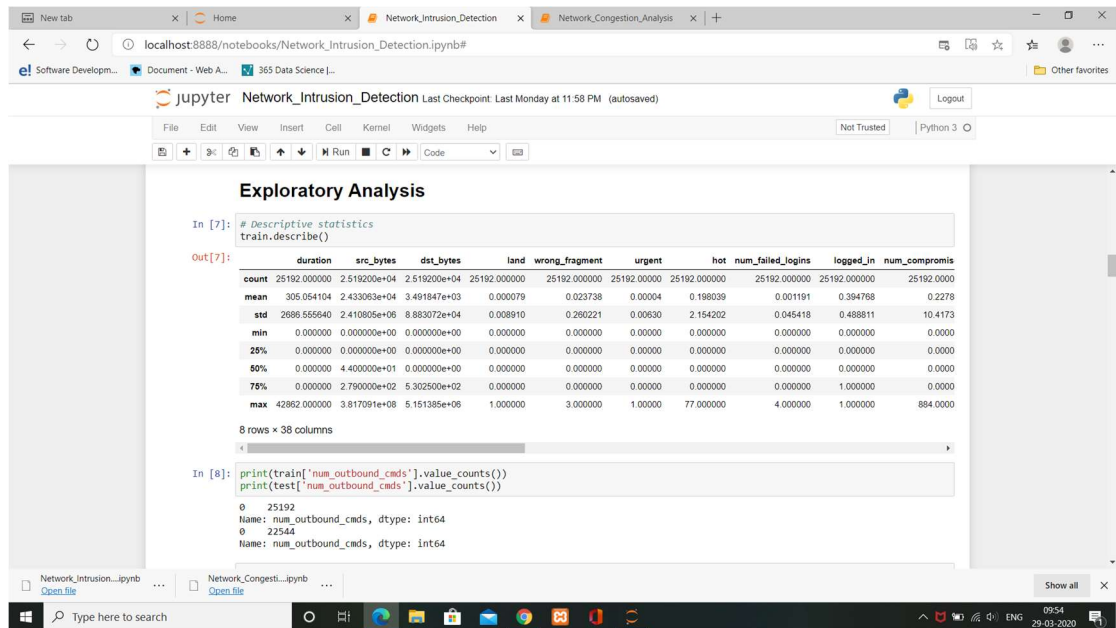 New tab
Home
Network_Intrusion_Detection
Network_Congestion_Analysis
localhost:8888/notebooks/Network_Intrusion_Detection.ipynb#
e! Software Developm... Document - Web A... 365 Data Science |... Other favorites
jupyter Network_Intrusion_Detection Last Checkpoint: Last Monday at 11:58 PM (autosaved) Logout
File Edit View Insert Cell Kernel Widgets Help Not Trusted Python 3
Run Code
Exploratory Analysis
In [7]: # Descriptive statistics
train.describe()
Out[7]:
duration src_bytes dst_bytes land wrong_fragment urgent hot num_failed_logins logged_in num_compromis
count 25192.000000 2.519200e+04 2.519200e+04 25192.000000 25192.000000 25192.00000 25192.000000 25192.000000 25192.000000 25192.0000
mean 305.054104 2.433063e+04 3.491847e+03 0.000079 0.023738 0.00004 0.198039 0.001191 0.394768 0.2278
std 2686.555640 2.410805e+06 8.883072e+04 0.008910 0.260221 0.00630 2.154202 0.045418 0.488811 10.4173
min 0.000000 0.000000e+00 0.000000e+00 0.000000 0.000000 0.00000 0.000000 0.000000 0.000000 0.0000
25% 0.000000 0.000000e+00 0.000000e+00 0.000000 0.000000 0.00000 0.000000 0.000000 0.000000 0.0000
50% 0.000000 4.400000e+01 0.000000e+00 0.000000 0.000000 0.00000 0.000000 0.000000 0.000000 0.0000
75% 0.000000 2.790000e+02 5.302500e+02 0.000000 0.000000 0.00000 0.000000 0.000000 1.000000 0.0000
max 42862.000000 3.817091e+08 5.151385e+06 1.000000 3.000000 1.00000 77.000000 4.000000 1.000000 884.0000
8 rows × 38 columns
In [8]: print(train['num_outbound_cmds'].value_counts())
print(test['num_outbound_cmds'].value_counts())
0 25192
Name: num_outbound_cmds, dtype: int64
0 22544
Name: num_outbound_cmds, dtype: int64
Network_Intrusion....ipynb ... Network_Congesti....ipynb ... Show all
Open file Open file
Type here to search ENG 09:54
29-03-2020